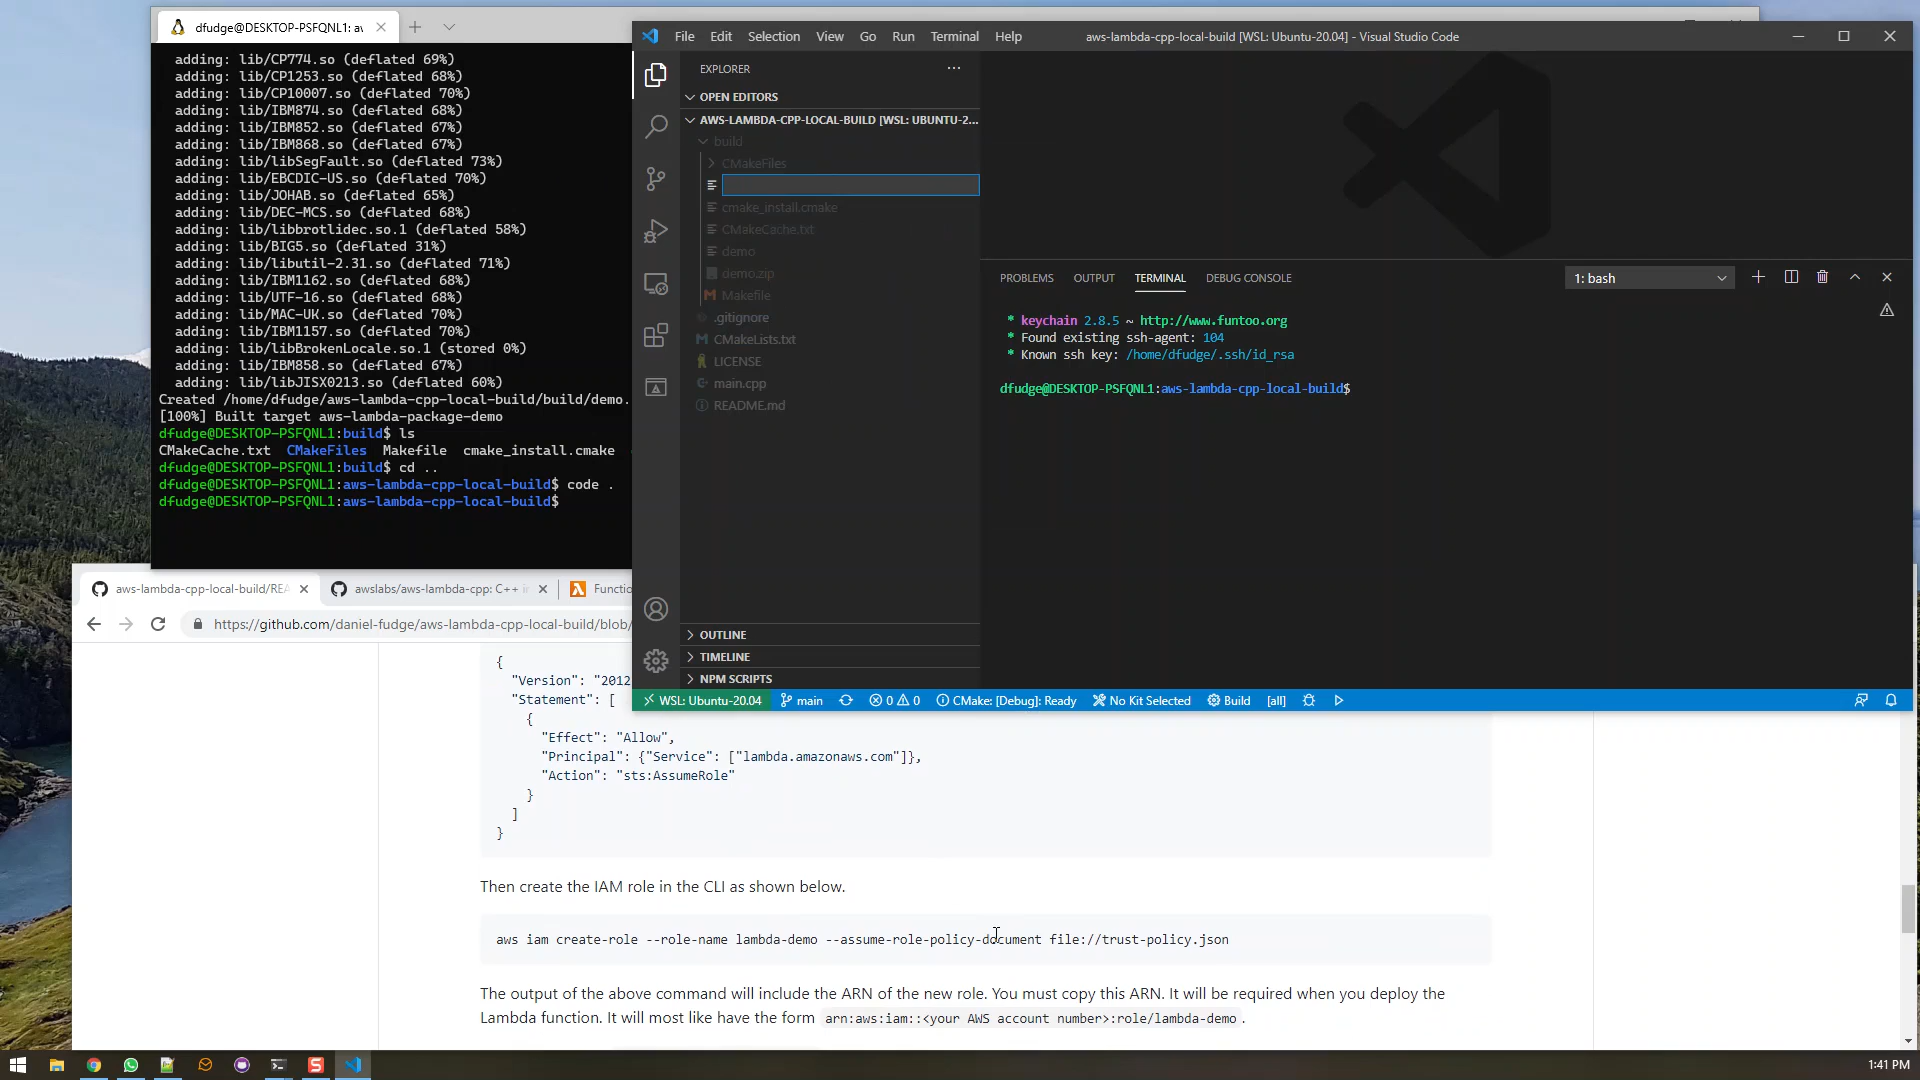 dfudge@DESKTOP-PSFQNL1: a
adding: lib/CP774.so (deflated 69%)
adding: lib/CP1253.so (deflated 68%)
adding: lib/CP10007.so (deflated 70%)
adding: lib/IBM874.so (deflated 68%)
adding: lib/IBM852.so (deflated 67%)
adding: lib/IBM868.so (deflated 67%)
adding: lib/libSegFault.so (deflated 73%)
adding: lib/EBCDIC-US.so (deflated 70%)
adding: lib/JOHAB.so (deflated 65%)
adding: lib/DEC-MCS.so (deflated 68%)
adding: lib/libbrotlidec.so.1 (deflated 58%)
adding: lib/BIG5.so (deflated 31%)
adding: lib/libutil-2.31.so (deflated 71%)
adding: lib/IBM1162.so (deflated 68%)
adding: lib/UTF-16.so (deflated 68%)
adding: lib/MAC-UK.so (deflated 70%)
adding: lib/IBM1157.so (deflated 70%)
adding: lib/libBrokenLocale.so.1 (stored 0%)
adding: lib/IBM858.so (deflated 67%)
adding: lib/libJISX0213.so (deflated 60%)
Created /home/dfudge/aws-lambda-cpp-local-build/build/demo.
[100%] Built target aws-lambda-package-demo
dfudge@DESKTOP-PSFQNL1:build$ ls
CMakeCache.txt CMakeFiles Makefile cmake_install.cmake
dfudge@DESKTOP-PSFQNL1:build$ cd ..
dfudge@DESKTOP-PSFQNL1:aws-lambda-cpp-local-build$ code .
dfudge@DESKTOP-PSFQNL1:aws-lambda-cpp-local-build$
File Edit Selection View Go Run Terminal Help
aws-lambda-cpp-local-build [WSL: Ubuntu-20.04] - Visual Studio Code
EXPLORER
OPEN EDITORS
AWS-LAMBDA-CPP-LOCAL-BUILD [WSL: UBUNTU-2...
build
CMakeFiles
cmake_install.cmake
CMakeCache.txt
demo
demo.zip
Makefile
.gitignore
CMakeLists.txt
LICENSE
main.cpp
README.md
OUTLINE
TIMELINE
NPM SCRIPTS
PROBLEMS OUTPUT TERMINAL DEBUG CONSOLE
1: bash
* keychain 2.8.5 ~ http://www.funtoo.org
* Found existing ssh-agent: 104
* Known ssh key: /home/dfudge/.ssh/id_rsa
dfudge@DESKTOP-PSFQNL1:aws-lambda-cpp-local-build$
WSL: Ubuntu-20.04 main 0 0 CMake: [Debug]: Ready No Kit Selected Build [all]
aws-lambda-cpp-local-build/REA
awslabs/aws-lambda-cpp: C++ i
Functio
https://github.com/daniel-fudge/aws-lambda-cpp-local-build/blob/
{
"Version": "2012
"Statement": [
{
"Effect": "Allow",
"Principal": {"Service": ["lambda.amazonaws.com"]},
"Action": "sts:AssumeRole"
}
]
}
Then create the IAM role in the CLI as shown below.
aws iam create-role --role-name lambda-demo --assume-role-policy-document file://trust-policy.json
The output of the above command will include the ARN of the new role. You must copy this ARN. It will be required when you deploy the
Lambda function. It will most like have the form arn:aws:iam::<your AWS account number>:role/lambda-demo.
1:41 PM